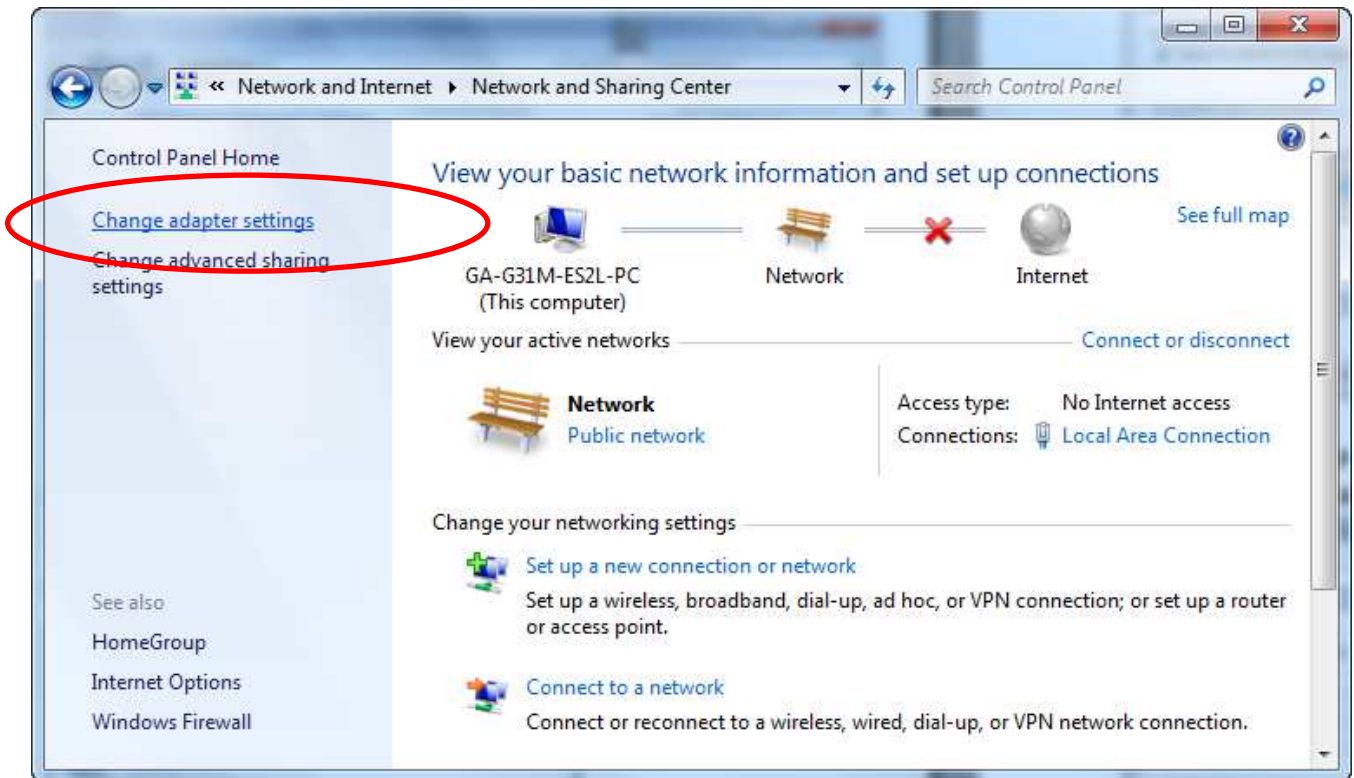 « Network and Internet ▸ Network and Sharing Center
Search Control Panel
Control Panel Home
Change adapter settings
Change advanced sharing
settings
See also
HomeGroup
Internet Options
Windows Firewall
View your basic network information and set up connections
See full map
GA-G31M-ES2L-PC
(This computer)
Network
Internet
View your active networks
Connect or disconnect
Network
Public network
Access type: No Internet access
Connections: Local Area Connection
Change your networking settings
Set up a new connection or network
Set up a wireless, broadband, dial-up, ad hoc, or VPN connection; or set up a router
or access point.
Connect to a network
Connect or reconnect to a wireless, wired, dial-up, or VPN network connection.